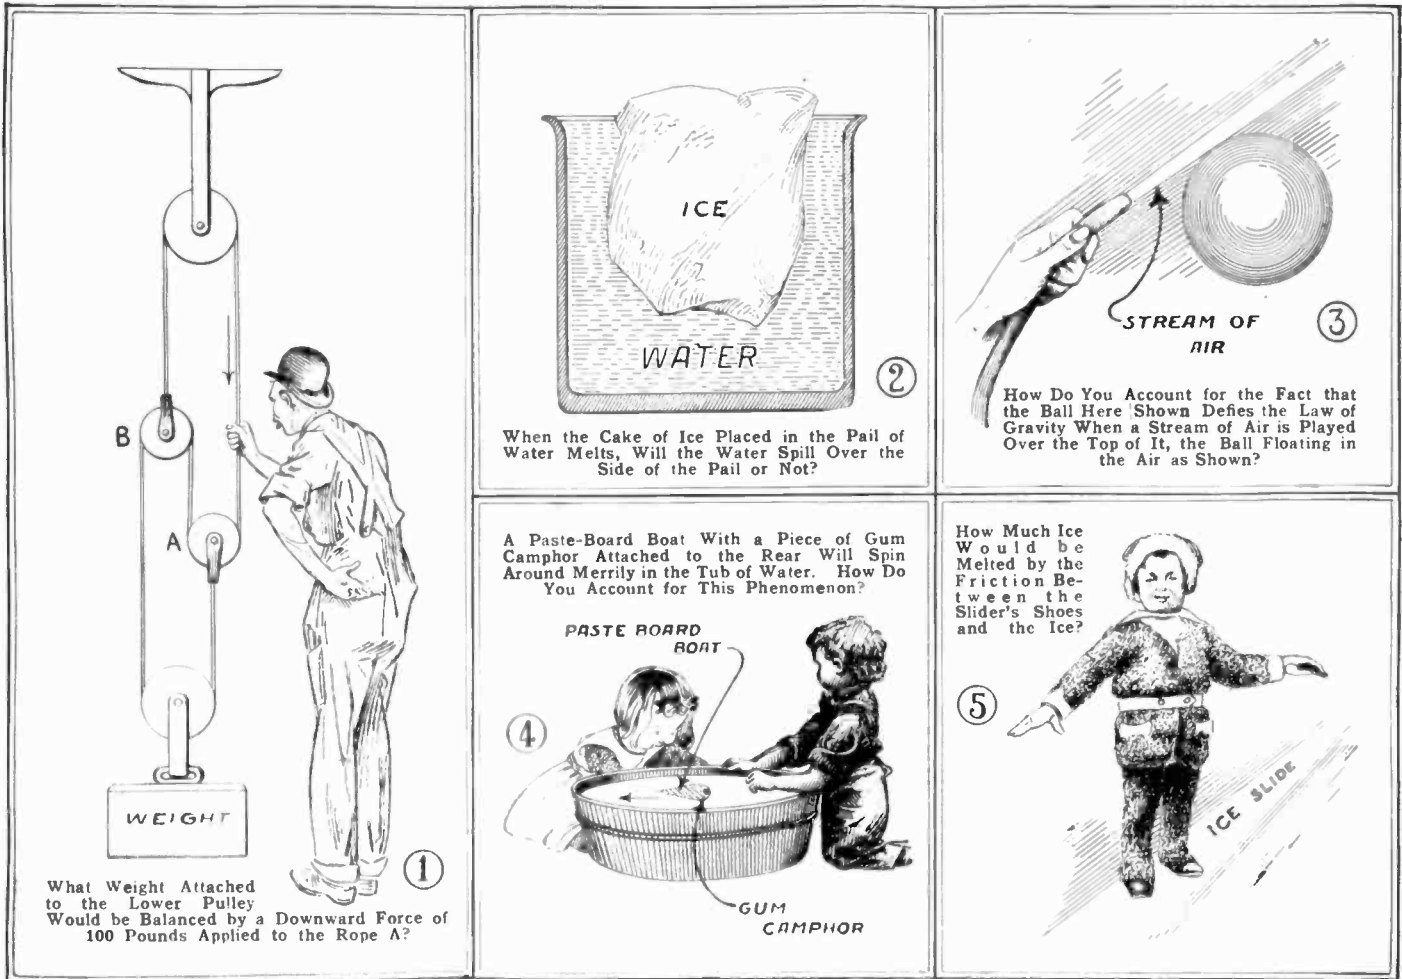 B
A
WEIGHT
1
What Weight Attached
to the Lower Pulley
Would be Balanced by a Downward Force of
100 Pounds Applied to the Rope A?
ICE
WATER
2
When the Cake of Ice Placed in the Pail of
Water Melts, Will the Water Spill Over the
Side of the Pail or Not?
STREAM OF
AIR
3
How Do You Account for the Fact that
the Ball Here Shown Defies the Law of
Gravity When a Stream of Air is Played
Over the Top of It, the Ball Floating in
the Air as Shown?
A Paste-Board Boat With a Piece of Gum
Camphor Attached to the Rear Will Spin
Around Merrily in the Tub of Water. How Do
You Account for This Phenomenon?
PASTE BOARD
BOAT
4
GUM
CAMPHOR
How Much Ice
Would be
Melted by the
Friction Be-
tween the
Slider's Shoes
and the Ice?
5
ICE SLIDE